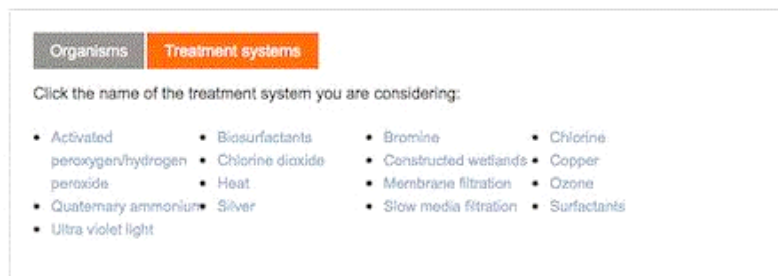 Organisms
Treatment systems
Click the name of the treatment system you are considering:
Activated
peroxygen/hydrogen
peroxide
Biosurfactants
Bromine
Chlorine
Chlorine dioxide
Constructed wetlands
Copper
Heat
Membrane filtration
Ozone
Quaternary ammonium
Silver
Slow media filtration
Surfactants
Ultra violet light